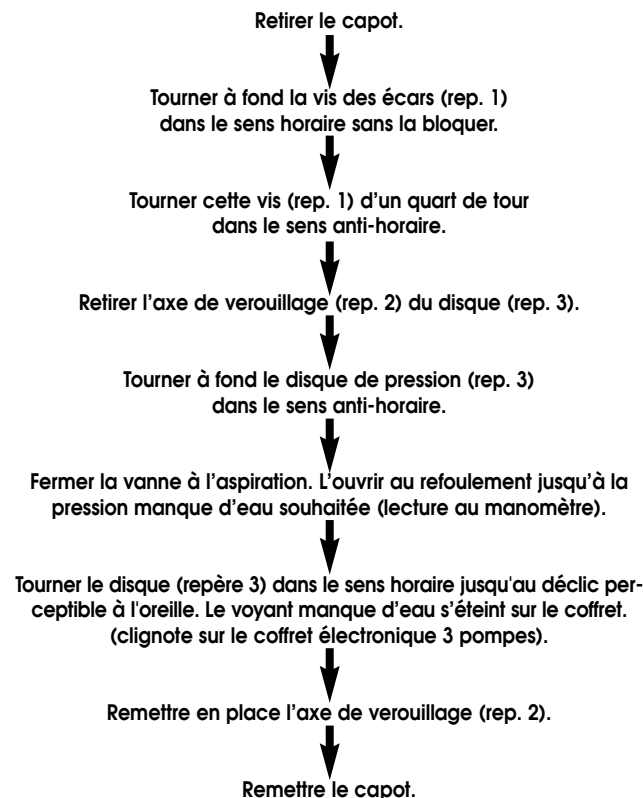 Retirer le capot.
Tourner à fond la vis des écars (rep. 1)
dans le sens horaire sans la bloquer.
Tourner cette vis (rep. 1) d’un quart de tour
dans le sens anti-horaire.
Retirer l’axe de verouillage (rep. 2) du disque (rep. 3).
Tourner à fond le disque de pression (rep. 3)
dans le sens anti-horaire.
Fermer la vanne à l’aspiration. L’ouvrir au refoulement jusqu’à la
pression manque d’eau souhaitée (lecture au manomètre).
Tourner le disque (repère 3) dans le sens horaire jusqu'au déclic per-
ceptible à l'oreille. Le voyant manque d’eau s’éteint sur le coffret.
(clignote sur le coffret électronique 3 pompes).
Remettre en place l’axe de verouillage (rep. 2).
Remettre le capot.